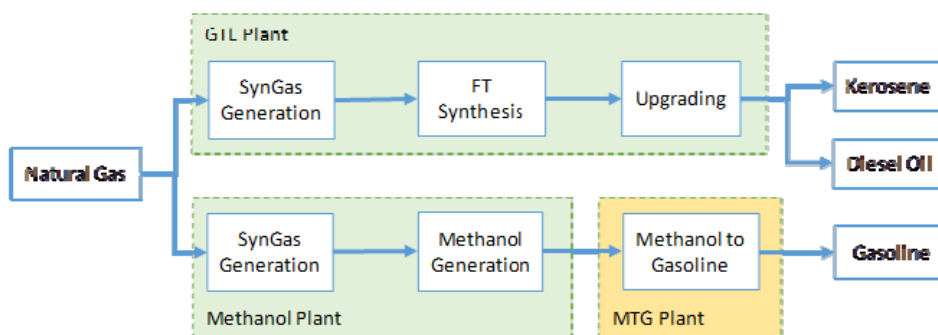 GTL Plant
SynGas
Generation
FT
Synthesis
Upgrading
Kerosene
Diesel Oil
Natural Gas
SynGas
Generation
Methanol
Generation
Methanol to
Gasoline
Gasoline
Methanol Plant
MTG Plant